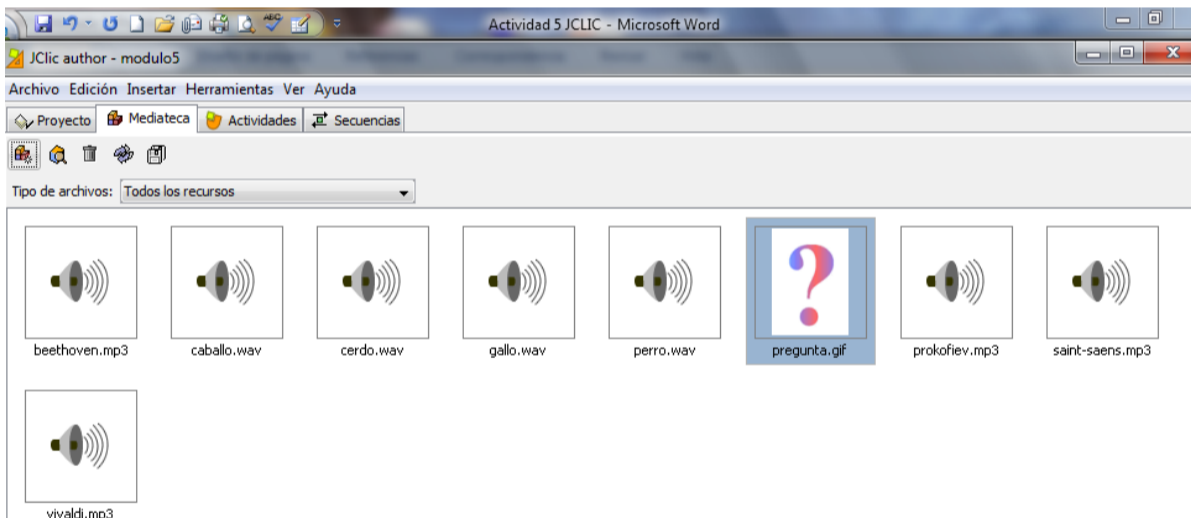 Actividad 5 JCLIC - Microsoft Word
JClic author - modulo5
Archivo Edición Insertar Herramientas Ver Ayuda
Proyecto Mediateca Actividades Secuencias
Tipo de archivos: Todos los recursos
beethoven.mp3 caballo.wav cerdo.wav gallo.wav perro.wav pregunta.gif prokofiev.mp3 saint-saens.mp3
vivaldi.mp3